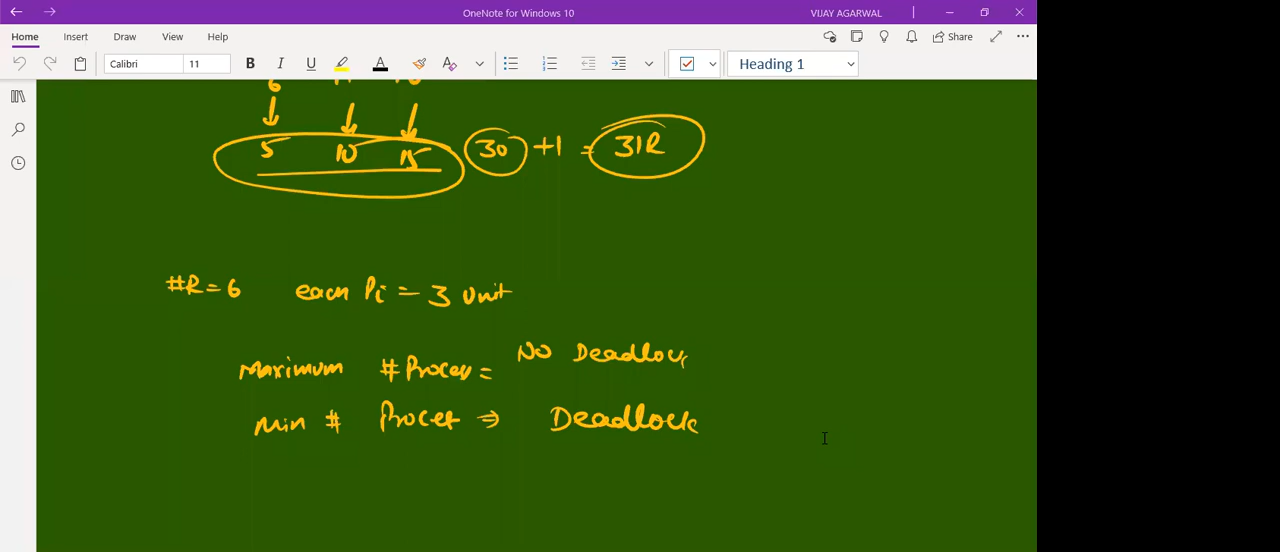 OneNote for Windows 10
VIJAY AGARWAL
Home Insert Draw View Help
Share
Calibri 11 B I U A Heading 1
6
5 10 15 30 +1 = 31R
#R=6 each Pi = 3 unit
Maximum #Process = No Deadlock
Min # Process ⇒ Deadlock